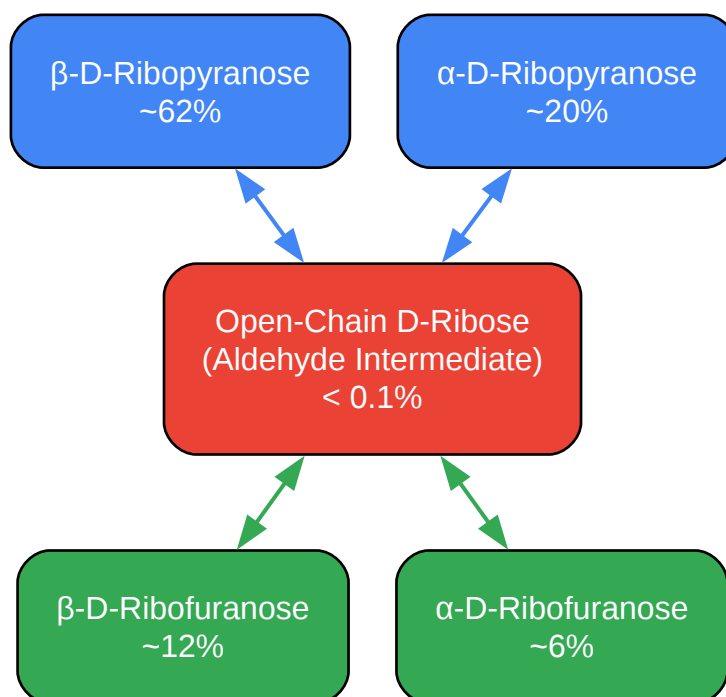 β-D-Ribopyranose
~62%
α-D-Ribopyranose
~20%
Open-Chain D-Ribose
(Aldehyde Intermediate)
< 0.1%
β-D-Ribofuranose
~12%
α-D-Ribofuranose
~6%